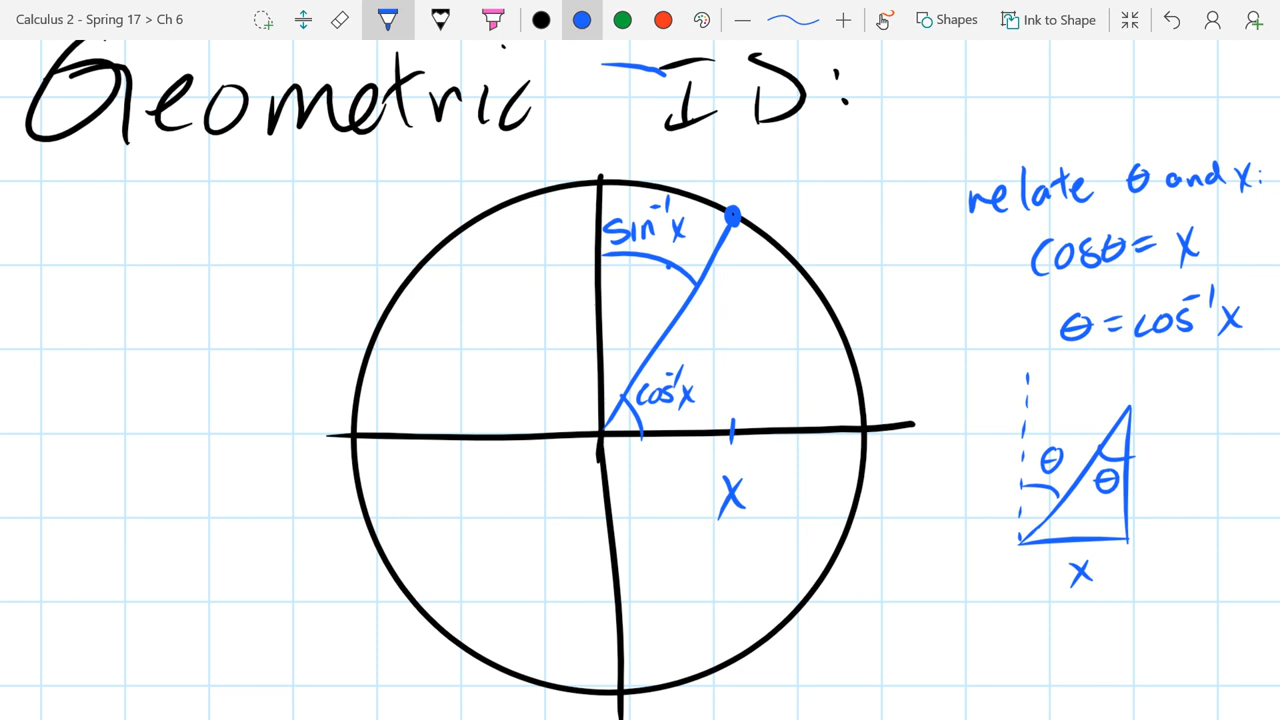 Calculus 2 - Spring 17 > Ch 6
Shapes
Ink to Shape
Geometric ID:
sin⁻¹x
cos⁻¹x
x
relate θ and x:
cosθ = x
θ = cos⁻¹x
θ
θ
x